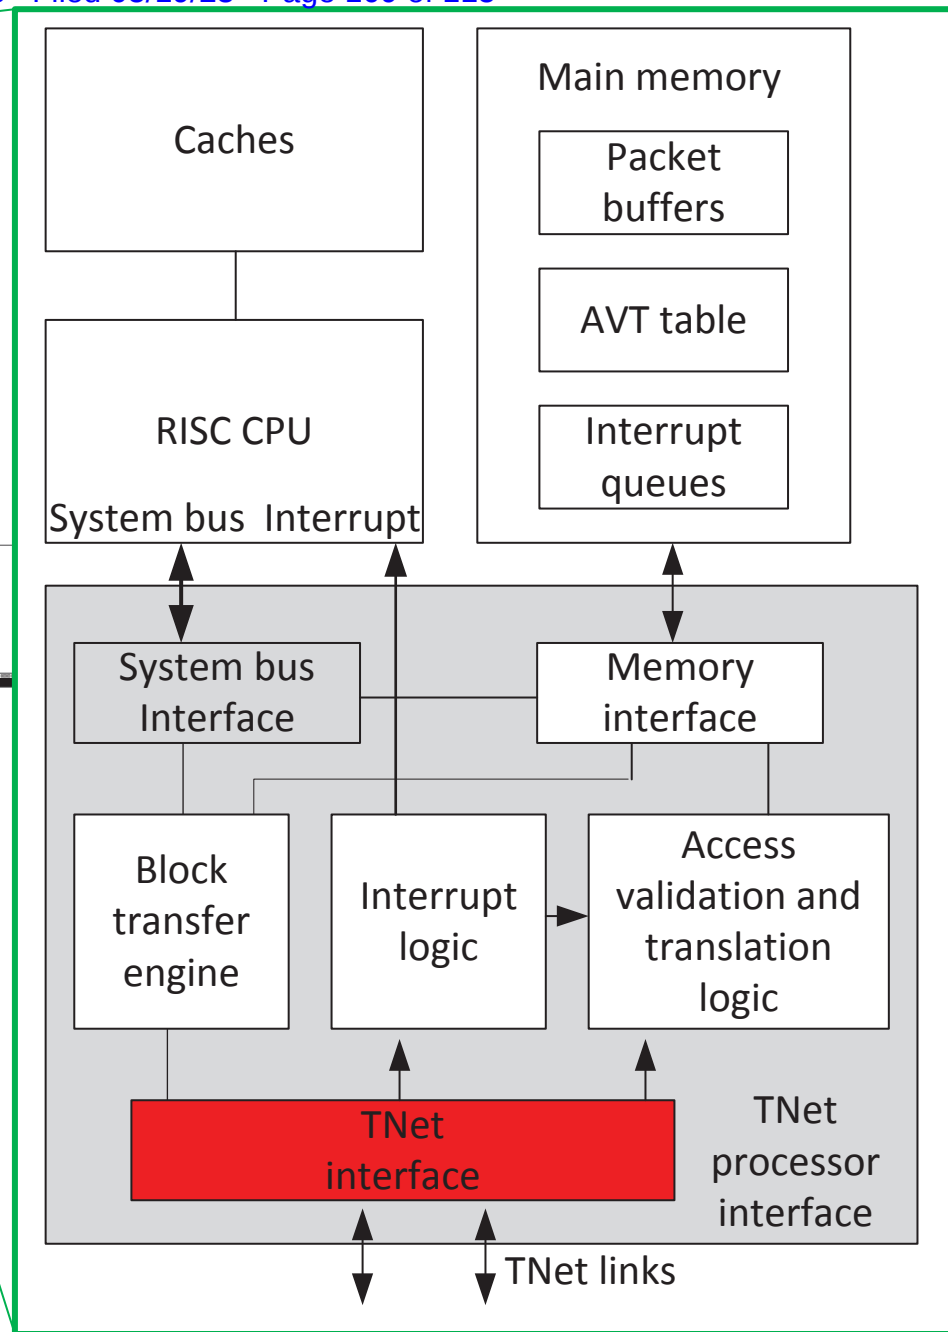 Caches
Main memory
Packet
buffers
AVT table
Interrupt
queues
RISC CPU
System bus Interrupt
System bus
Interface
Memory
interface
Block
transfer
engine
Interrupt
logic
Access
validation and
translation
logic
TNet
interface
TNet
processor
interface
TNet links